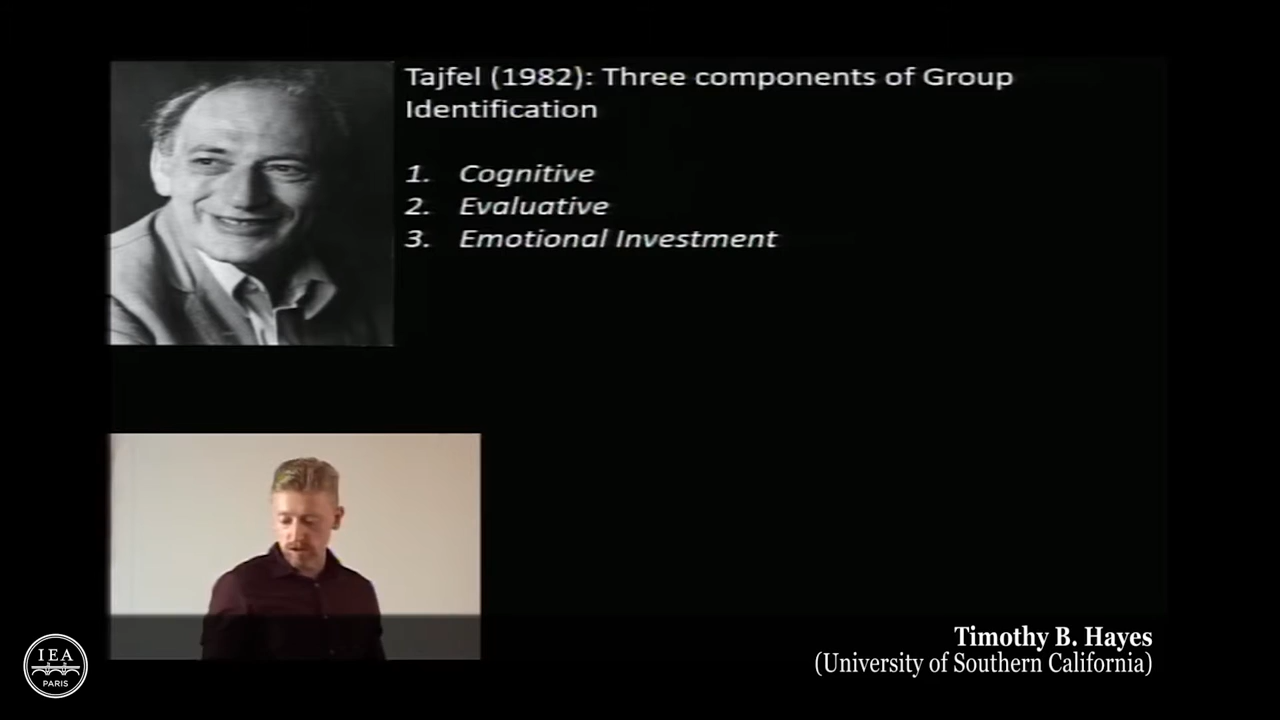 Tajfel (1982): Three components of Group
Identification
1. Cognitive
2. Evaluative
3. Emotional Investment
Timothy B. Hayes
(University of Southern California)
IEA
PARIS